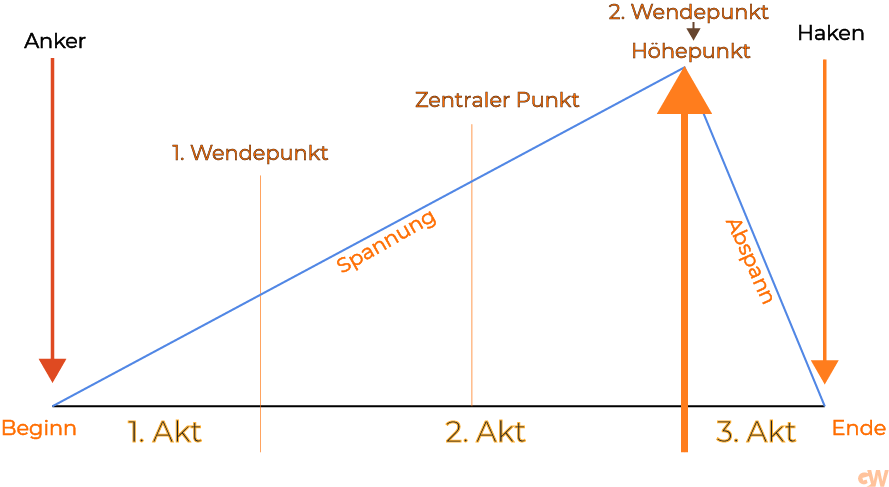 2. Wendepunkt
Anker
Haken
Höhepunkt
Zentraler Punkt
1. Wendepunkt
Spannung
Abspann
Beginn
1. Akt
2. Akt
3. Akt
Ende
cW